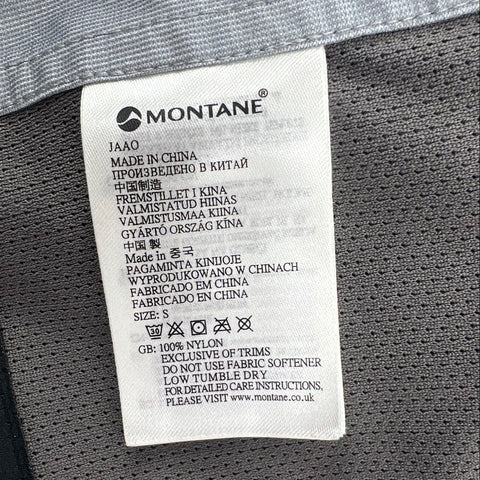 MONTANE®
JAAO
MADE IN CHINA
ПРОИЗВЕДЕНО В КИТАЙ
中国制造
FREMSTILLET I KINA
VALMISTATUD HIINAS
VALMISTUSMAA KIINA
GYÁRTÓ ORSZÁG KÍNA
中国 製
Made in 중국
PAGAMINTA KINIJOJE
WYPRODUKOWANO W CHINACH
FABRICADO EM CHINA
FABRICADO EN CHINA
SIZE: S
30
GB: 100% NYLON
EXCLUSIVE OF TRIMS
DO NOT USE FABRIC SOFTENER
LOW TUMBLE DRY
FOR DETAILED CARE INSTRUCTIONS,
PLEASE VISIT www.montane.co.uk